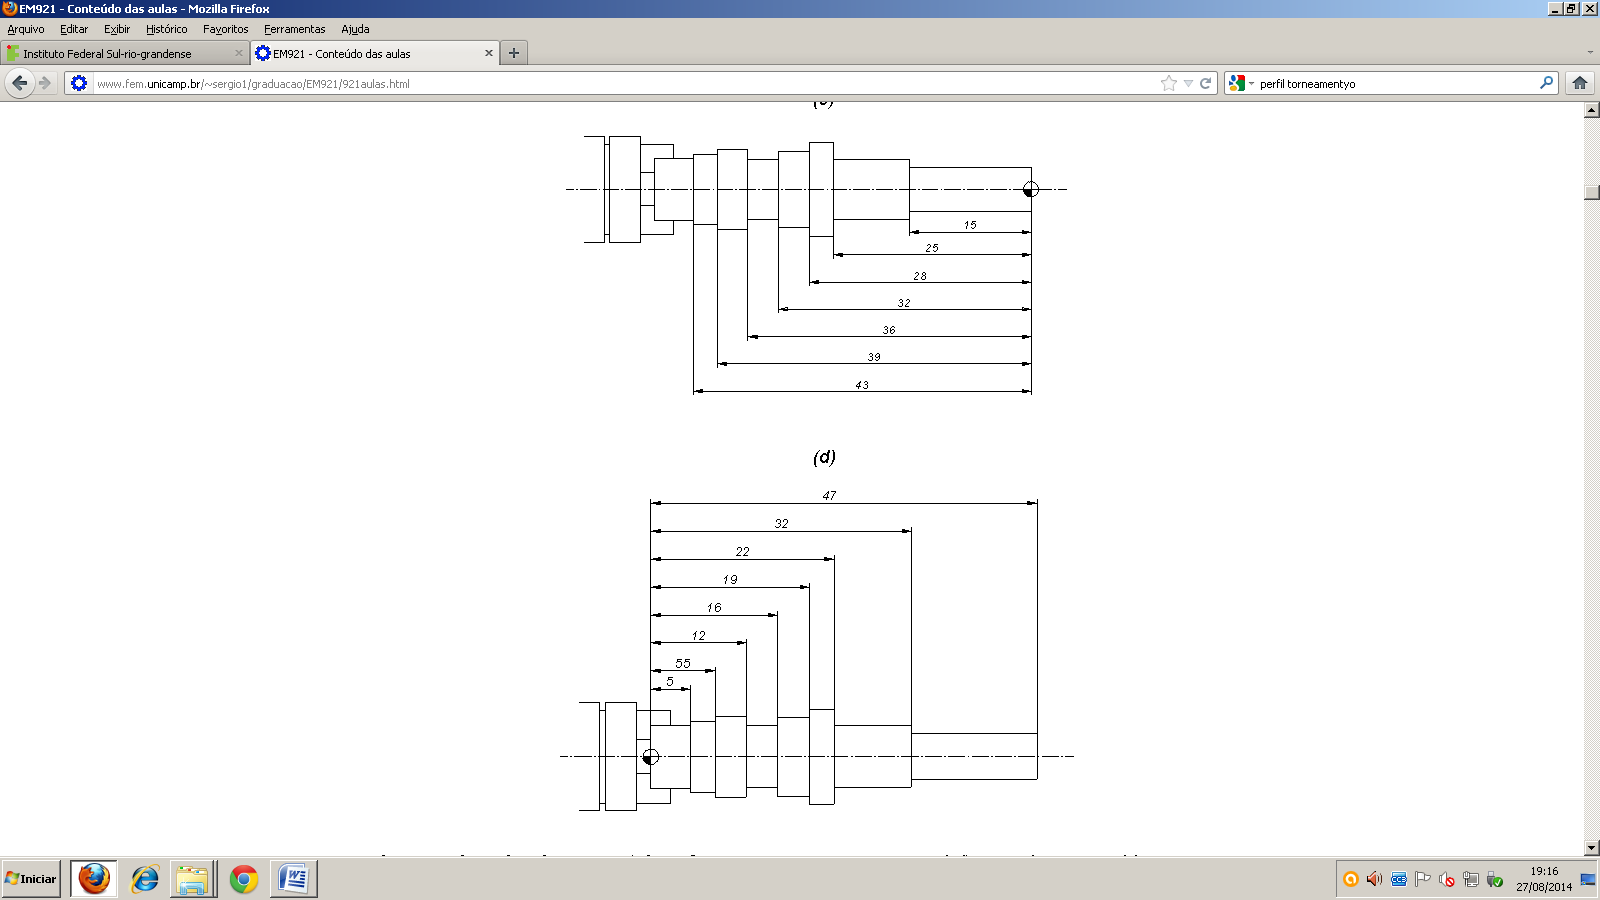 EM921 - Conteúdo das aulas - Mozilla Firefox
Arquivo Editar Exibir Histórico Favoritos Ferramentas Ajuda
Instituto Federal Sul-rio-grandense
EM921 - Conteúdo das aulas
www.fem.unicamp.br/~sergio1/graduacao/EM921/921aulas.html
perfil torneamentyo
15
25
28
32
36
39
43
(d)
47
32
22
19
16
12
55
5
Iniciar
19:16
27/08/2014